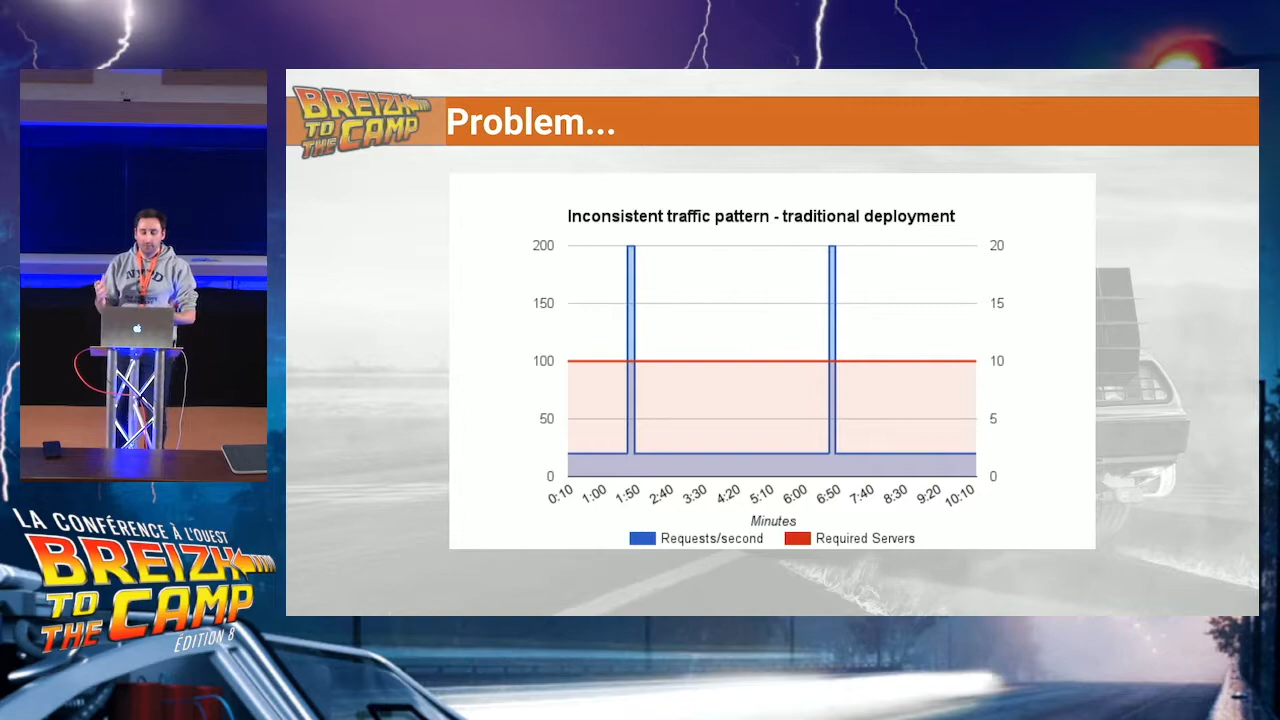 BREIZH
TO
THE CAMP
Problem...
Inconsistent traffic pattern - traditional deployment
200
150
100
50
0
20
15
10
5
0
0:10
1:00
1:50
2:40
3:30
4:20
5:10
6:00
6:50
7:40
8:30
9:20
10:10
Minutes
Requests/second
Required Servers
LA CONFÉRENCE À L'OUEST
BREIZH
TO
THE CAMP
ÉDITION 8